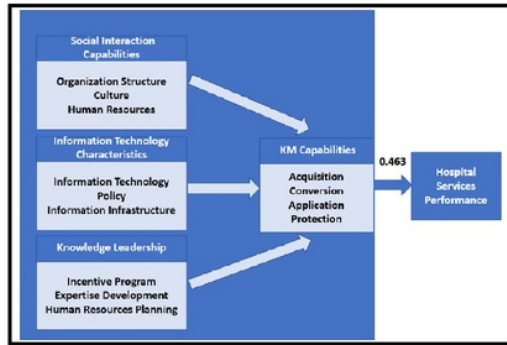 Social Interaction
Capabilities
Organization Structure
Culture
Human Resources
Information Technology
Characteristics
Information Technology
Policy
Information Infrastructure
Knowledge Leadership
Incentive Program
Expertise Development
Human Resources Planning
KM Capabilities
Acquisition
Conversion
Application
Protection
0.463
Hospital
Services
Performance